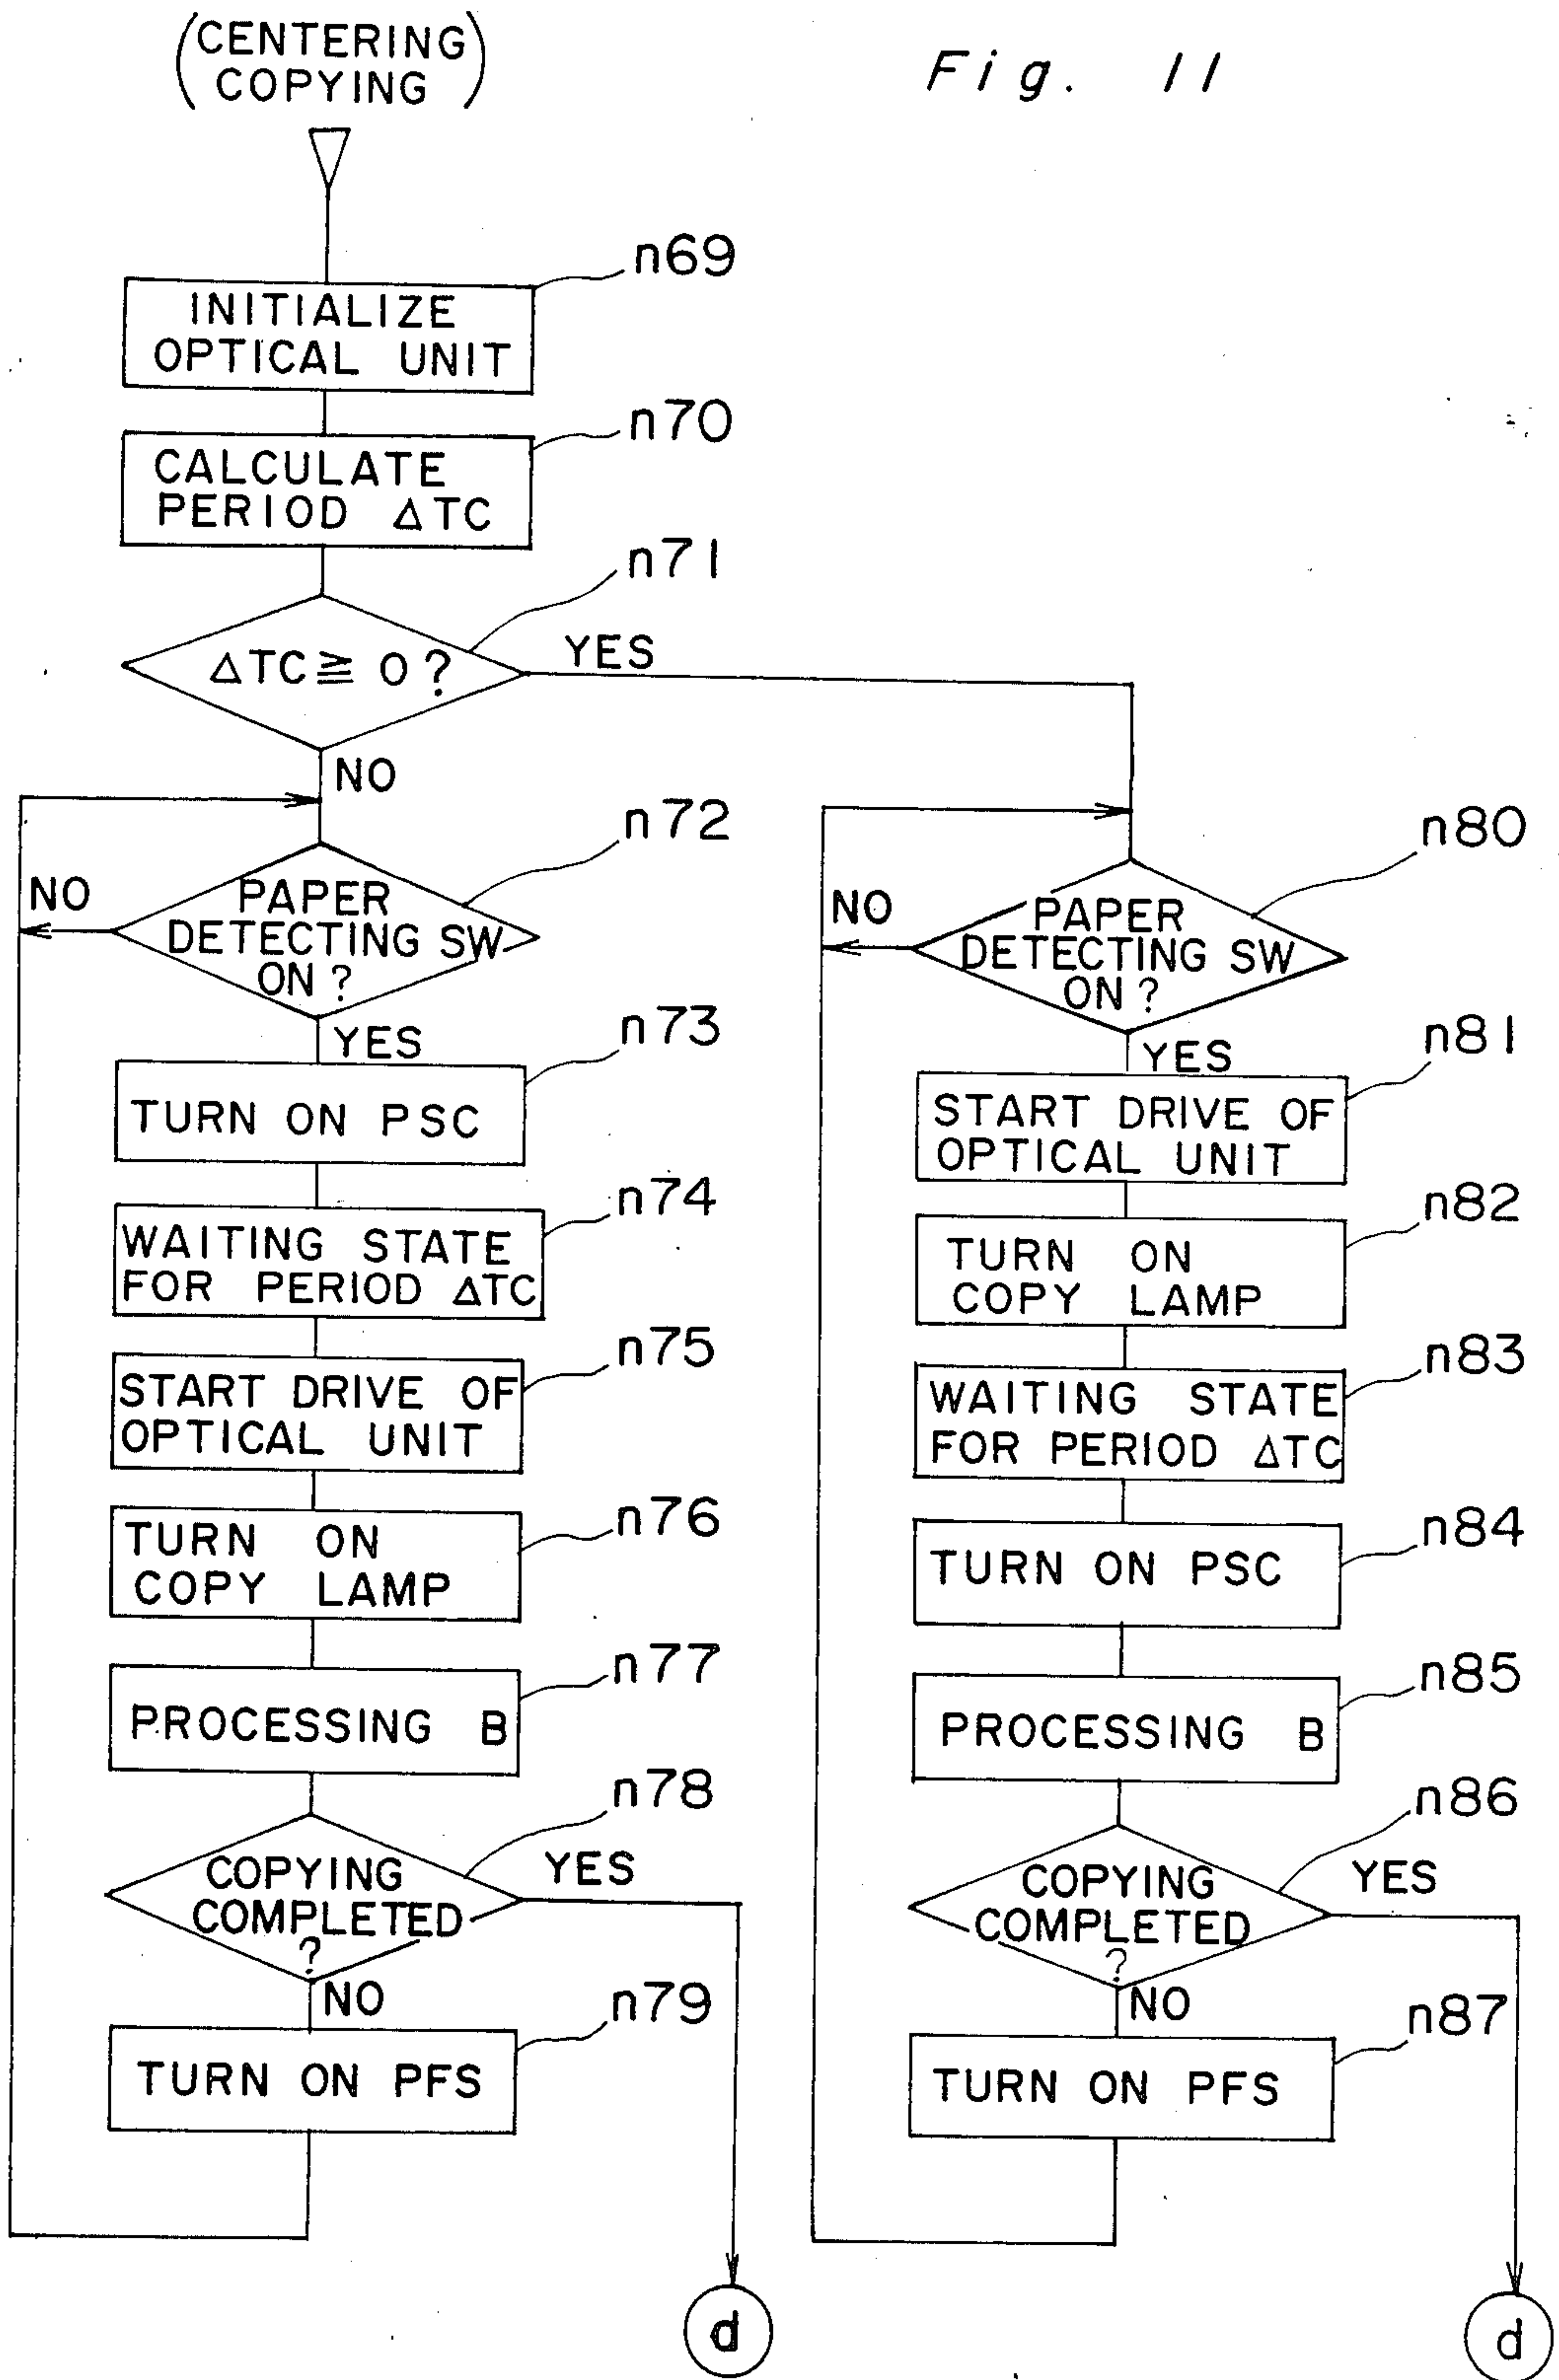 (CENTERING
COPYING)
Fig. 11
n69
INITIALIZE
OPTICAL UNIT
n70
CALCULATE
PERIOD ΔTC
n71
ΔTC ≧ 0 ?
YES
NO
n72
NO
PAPER
DETECTING SW
ON ?
YES
n73
TURN ON PSC
n74
WAITING STATE
FOR PERIOD ΔTC
n75
START DRIVE OF
OPTICAL UNIT
n76
TURN ON
COPY LAMP
n77
PROCESSING B
n78
COPYING
COMPLETED
?
YES
NO
n79
TURN ON PFS
d
n80
NO
PAPER
DETECTING SW
ON ?
YES
n81
START DRIVE OF
OPTICAL UNIT
n82
TURN ON
COPY LAMP
n83
WAITING STATE
FOR PERIOD ΔTC
n84
TURN ON PSC
n85
PROCESSING B
n86
COPYING
COMPLETED
?
YES
NO
n87
TURN ON PFS
d